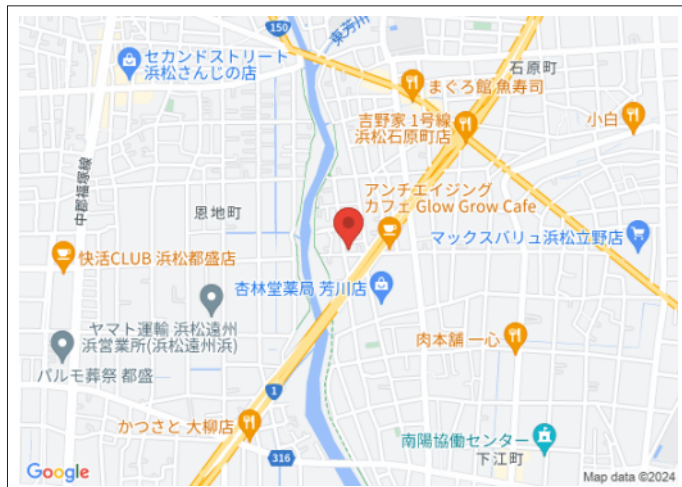 150
東芳川
セカンドストリート
浜松さんじの店
石原町
まぐろ館 魚寿司
吉野家 1号線
浜松石原町店
小白
中郡福塚線
恩地町
アンチエイジング
カフェ Glow Grow Cafe
マックスバリュ浜松立野店
快活CLUB 浜松都盛店
杏林堂薬局 芳川店
ヤマト運輸 浜松遠州
浜営業所(浜松遠州浜)
肉本舗 一心
パルモ葬祭 都盛
1
かつさと 大柳店
316
南陽協働センター
下江町
Google
Map data ©2024